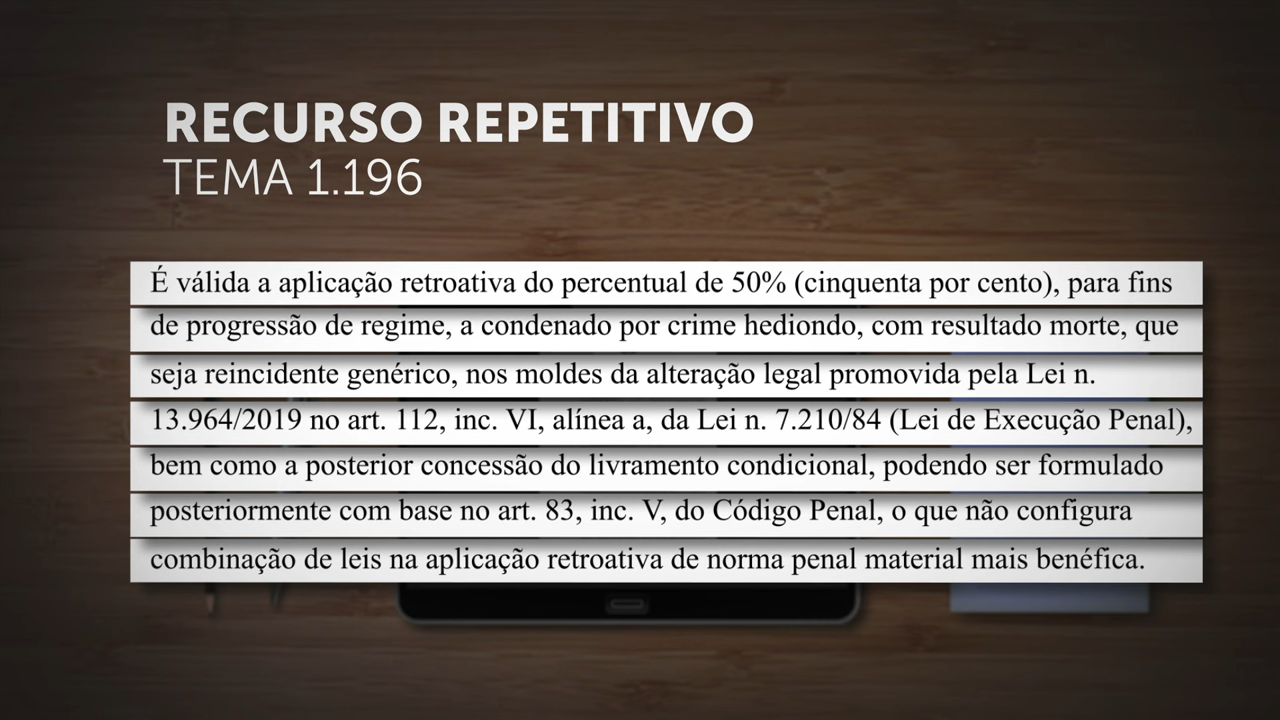 RECURSO REPETITIVO
TEMA 1.196
É válida a aplicação retroativa do percentual de 50% (cinquenta por cento), para fins
de progressão de regime, a condenado por crime hediondo, com resultado morte, que
seja reincidente genérico, nos moldes da alteração legal promovida pela Lei n.
13.964/2019 no art. 112, inc. VI, alínea a, da Lei n. 7.210/84 (Lei de Execução Penal),
bem como a posterior concessão do livramento condicional, podendo ser formulado
posteriormente com base no art. 83, inc. V, do Código Penal, o que não configura
combinação de leis na aplicação retroativa de norma penal material mais benéfica.